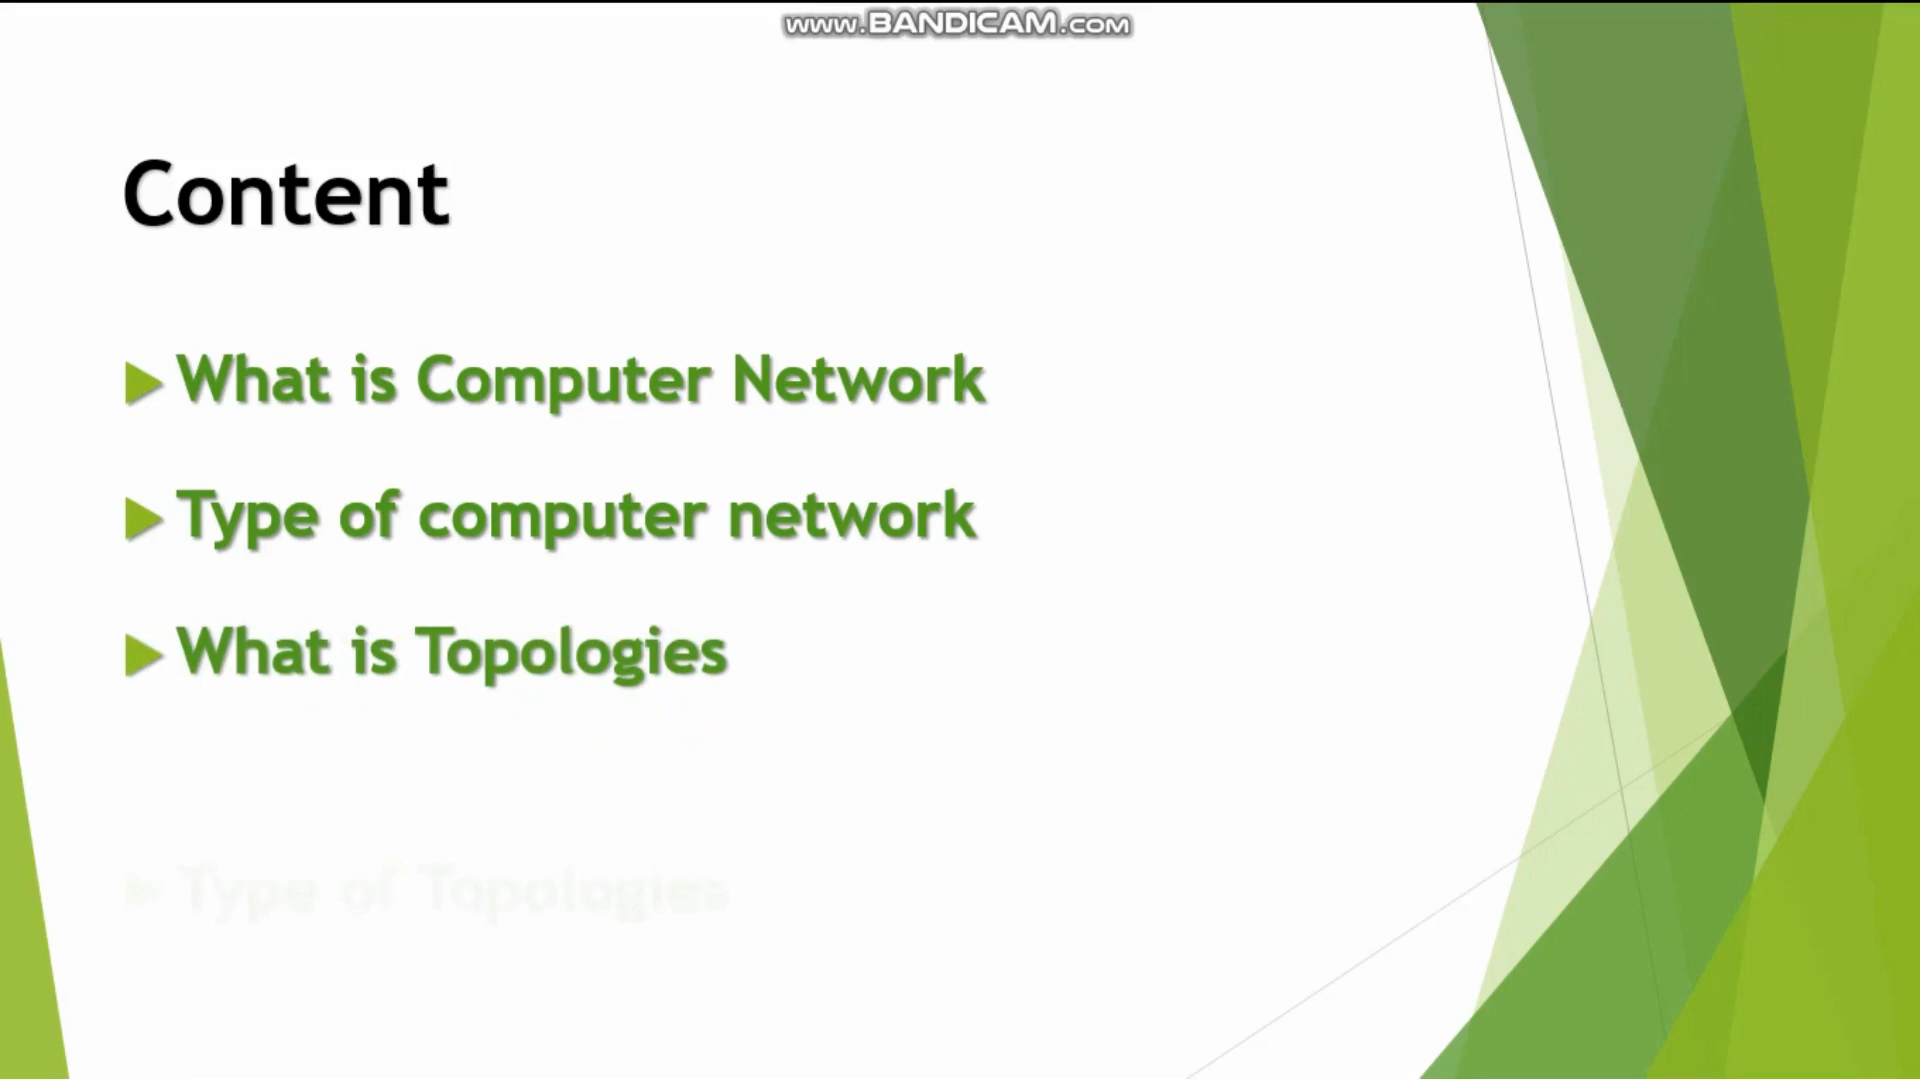 www.BANDICAM.com
Content
What is Computer Network
Type of computer network
What is Topologies
Type of Topologies